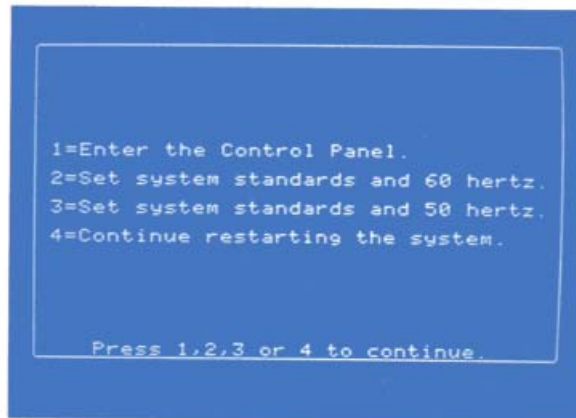 1=Enter the Control Panel.
2=Set system standards and 60 hertz.
3=Set system standards and 50 hertz.
4=Continue restarting the system.
Press 1,2,3 or 4 to continue.